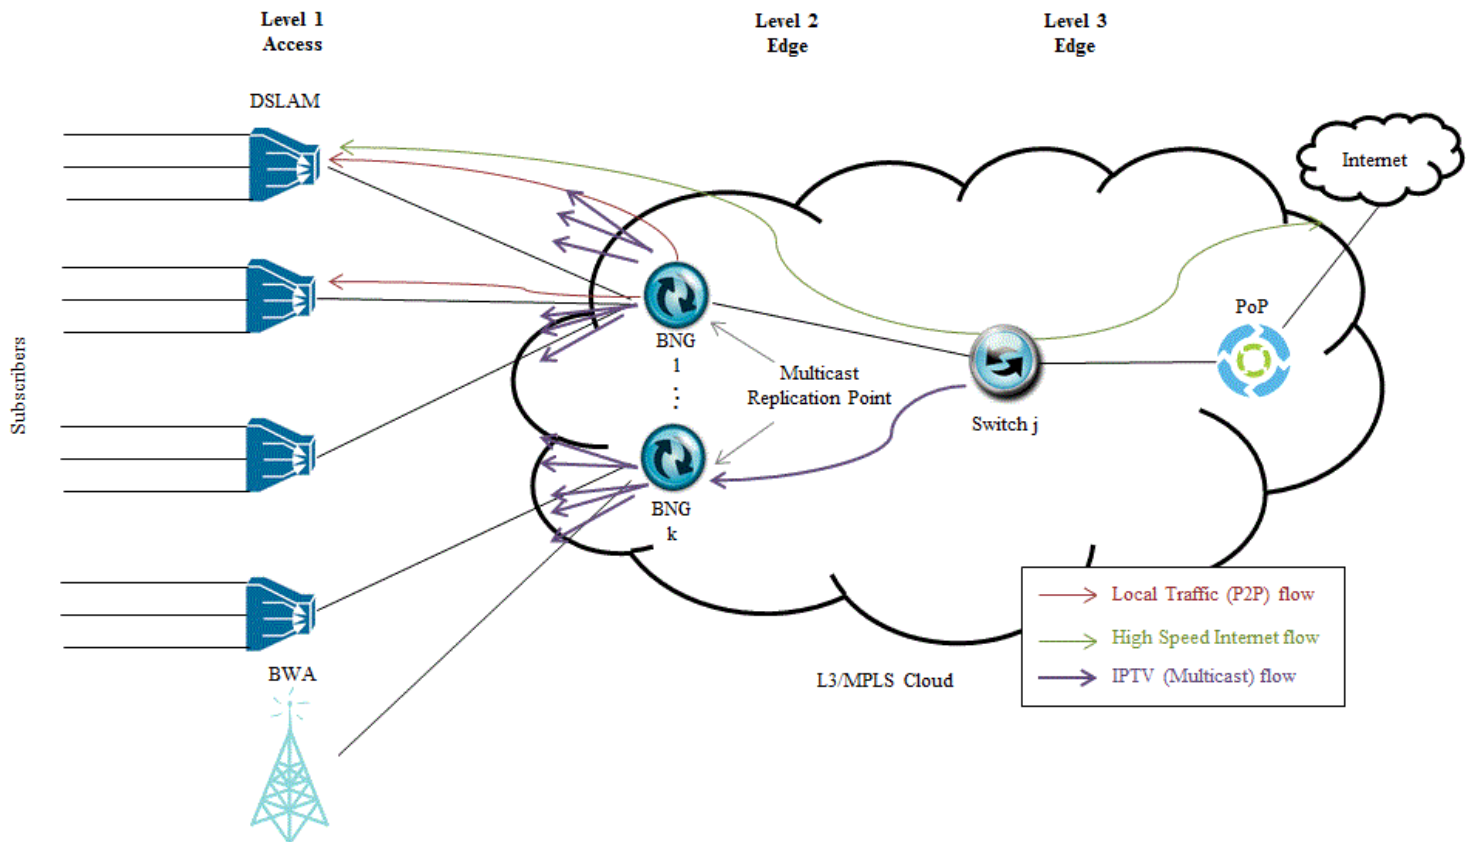 Level 1
Access
Level 2
Edge
Level 3
Edge
DSLAM
Internet
PoP
BNG
1
⋮
Multicast
Replication Point
Switch j
Subscribers
BNG
k
Local Traffic (P2P) flow
High Speed Internet flow
IPTV (Multicast) flow
BWA
L3/MPLS Cloud